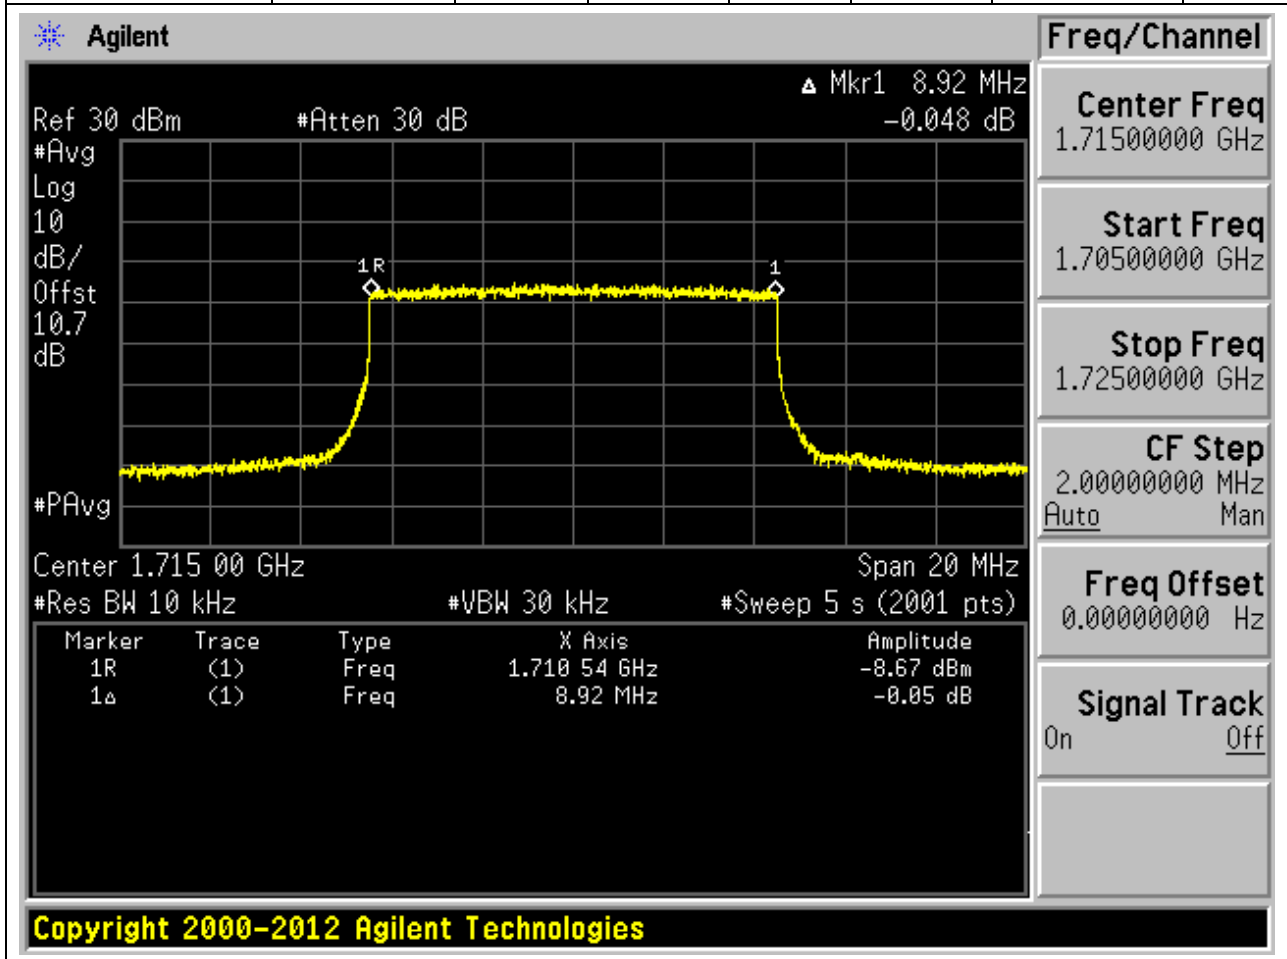 Agilent
Freq/Channel
Δ Mkr1 8.92 MHz
Ref 30 dBm #Atten 30 dB -0.048 dB
#Avg
Log
10
dB/
Offst
10.7
dB
1R
1
#PAvg
Center 1.715 00 GHz Span 20 MHz
#Res BW 10 kHz #VBW 30 kHz #Sweep 5 s (2001 pts)
Marker Trace Type X Axis Amplitude
1R (1) Freq 1.710 54 GHz -8.67 dBm
1Δ (1) Freq 8.92 MHz -0.05 dB
Center Freq
1.71500000 GHz
Start Freq
1.70500000 GHz
Stop Freq
1.72500000 GHz
CF Step
2.00000000 MHz
Auto Man
Freq Offset
0.00000000 Hz
Signal Track
On Off
Copyright 2000-2012 Agilent Technologies